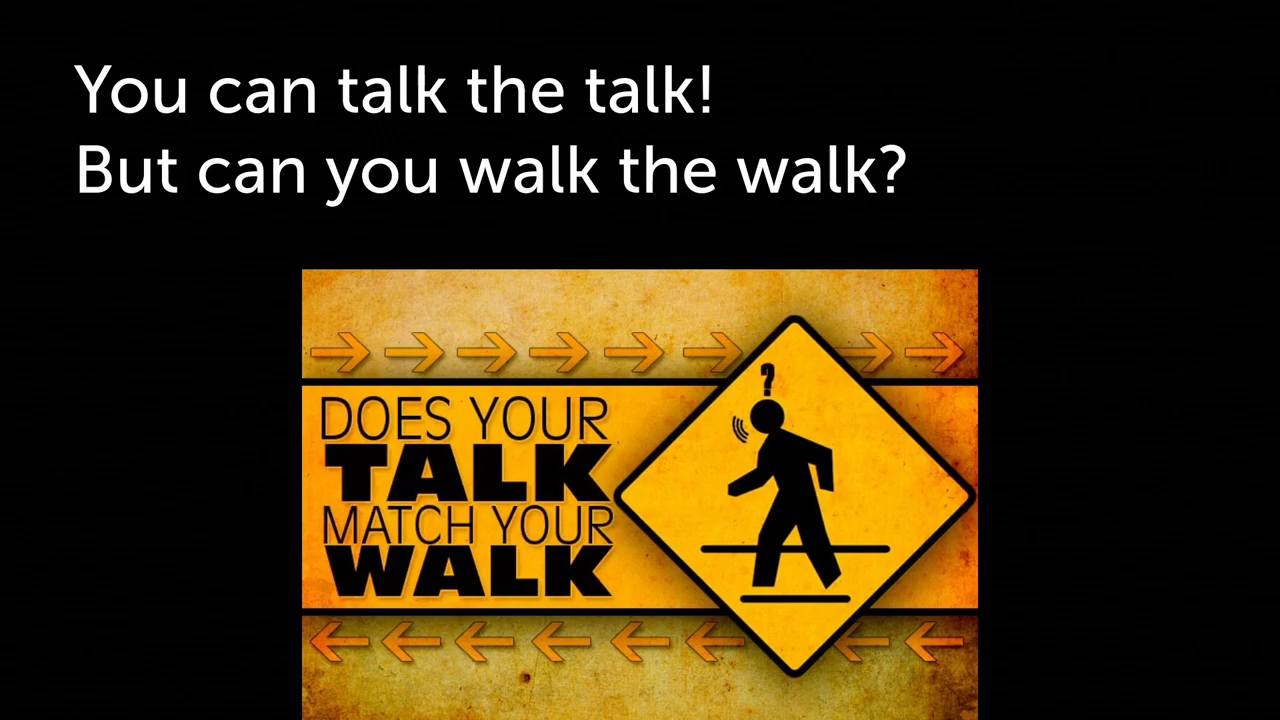 You can talk the talk!
But can you walk the walk?
?
DOES YOUR
TALK
MATCH YOUR
WALK